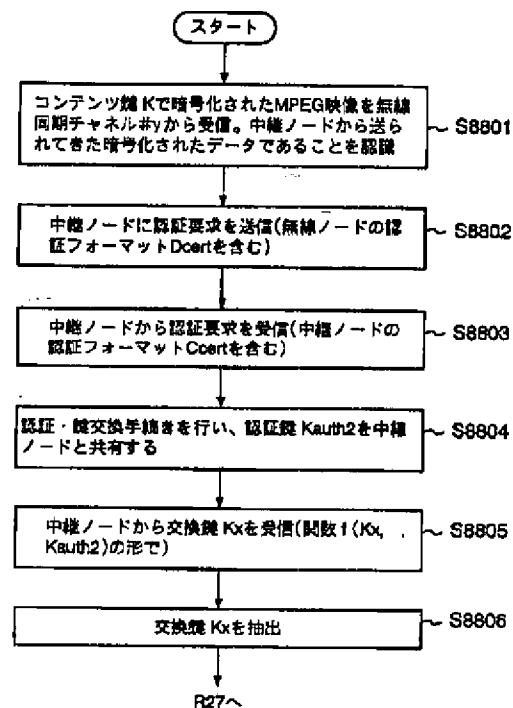 スタート
コンテンツ鍵Kで暗号化されたMPEG映像を無線
同期チャネル#yから受信。中継ノードから送ら
れてきた暗号化されたデータであることを認識
S8801
中継ノードに認証要求を送信(無線ノードの認
証フォーマットDcertを含む)
S8802
中継ノードから認証要求を受信(中継ノードの
認証フォーマットCcertを含む)
S8803
認証・鍵交換手続きを行い、認証鍵Kauth2を中継
ノードと共有する
S8804
中継ノードから交換鍵Kxを受信(関数f(Kx,
Kauth2)の形で)
S8805
交換鍵Kxを抽出
S8806
R27へ